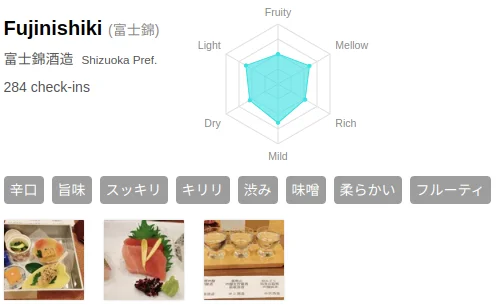 Fujinishiki (富士錦)
富士錦酒造 Shizuoka Pref.
284 check-ins
Fruity
Light
Mellow
Dry
Rich
Mild
辛口 旨味 スッキリ キリリ 渋み 味噌 柔らかい フルーティ